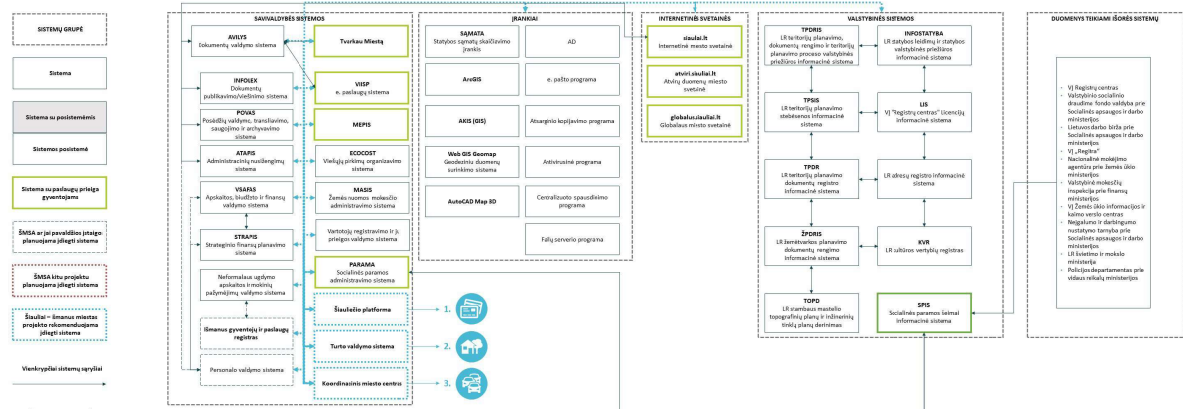 SISTEMŲ GRUPĖ
Sistema
Sistema su posistemėmis
Sistemos posistemė
Sistema su paslaugų prieiga
gyventojams
ŠMSA ar jai pavaldžios įstaigos
planuojama įdiegti sistema
ŠMSA kitu projektu
planuojama įdiegti sistema
Šiauliai – išmanus miestas
projekto rekomenduojama
įdiegti sistema
Vienkrypčiai sistemų sąryšiai
SAVIVALDYBĖS SISTEMOS
AVILYS
Dokumentų valdymo sistema
INFOLEX
Dokumentų
publikavimo/viešinimo sistema
POVAS
Posėdžių valdymo, transliavimo,
saugojimo ir archyvavimo
sistema
ATAPIS
Administracinių nusižengimų
sistema
VSAFAS
Apskaitos, biudžeto ir finansų
valdymo sistema
STRAPIS
Strateginio finansų planavimo
sistema
Neformalaus ugdymo
apskaitos ir mokinių
pažymėjimų valdymo sistema
Išmanus gyventojų ir paslaugų
registras
Personalo valdymo sistema
Tvarkau Miestą
VIISP
e. paslaugų sistema
MEPIS
ECOCOST
Viešųjų pirkimų organizavimo
sistema
MASIS
Žemės nuomos mokesčio
administravimo sistema
Vartotojų registravimo ir jų
prieigos valdymo sistema
PARAMA
Socialinės paramos
administravimo sistema
Šiauliečio platforma
1.
Turto valdymo sistema
2.
Koordinacinis miesto centras
3.
ĮRANKIAI
SĄMATA
Statybos sąmatų skaičiavimo
įrankis
ArcGIS
AKIS (GIS)
Web GIS Geomap
Geodezinių duomenų
surinkimo sistema
AutoCAD Map 3D
AD
e. pašto programa
Atsarginio kopijavimo programa
Antivirusinė programa
Centralizuoto spausdinimo
programa
Failų serverio programa
INTERNETINĖS SVETAINĖS
siauliai.lt
Internetinė miesto svetainė
atviri.siauliai.lt
Atvirų duomenų miesto
svetainė
globalus.siauliai.lt
Globalaus miesto svetainė
VALSTYBINĖS SISTEMOS
TPDRIS
LR teritorijų planavimo,
dokumentų rengimo ir teritorijų
planavimo proceso valstybinės
priežiūros informacinė sistema
TPSIS
LR teritorijų planavimo
stebėsenos informacinė
sistema
TPDR
LR teritorijų planavimo
dokumentų registro
informacinė sistema
ŽPDRIS
LR žemėtvarkos planavimo
dokumentų rengimo
informacinė sistema
TOPD
LR stambaus mastelio
topografinių planų ir inžinerinių
tinklų planų derinimas
INFOSTATYBA
LR statybos leidimų ir statybos
valstybinės priežiūros
informacinė sistema
LIS
VĮ "Registrų centras" Licencijų
informacinė sistema
LR adresų registro informacinė
sistema
KVR
LR kultūros vertybių registras
SPIS
Socialinės paramos šeimai
informacinė sistema
DUOMENYS TEIKIAMI IŠORĖS SISTEMŲ
• VĮ Registrų centras
• Valstybinio socialinio
draudimo fondo valdyba prie
Socialinės apsaugos ir darbo
ministerijos
• Lietuvos darbo birža prie
Socialinės apsaugos ir darbo
ministerijos
• VĮ „Regitra"
• Nacionalinė mokėjimo
agentūra prie žemės ūkio
ministerijos
• Valstybinė mokesčių
inspekcija prie finansų
ministerijos
• VĮ Žemės ūkio informacijos ir
kaimo verslo centras
• Neįgalumo ir darbingumo
nustatymo tarnyba prie
Socialinės apsaugos ir darbo
ministerijos
• LR švietimo ir mokslo
ministerija
• Policijos departamentas prie
vidaus reikalų ministerijos